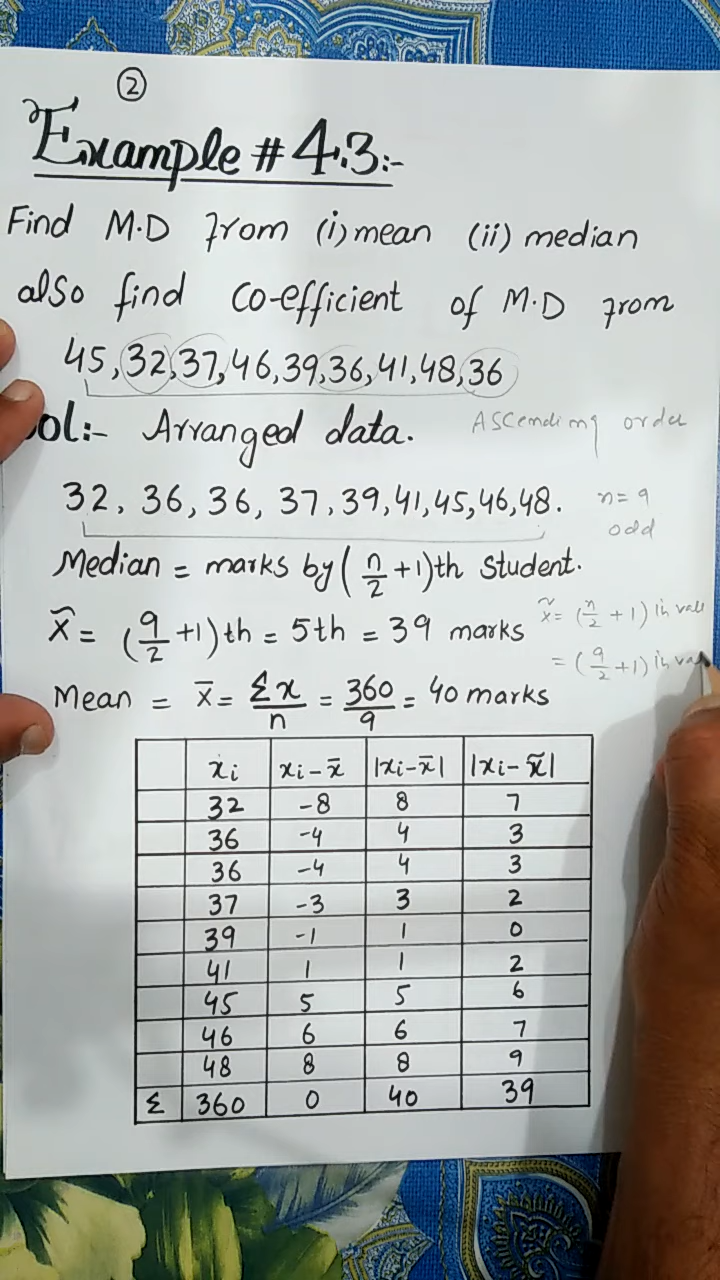 ②
Example # 4.3:-
Find M.D from (i) mean (ii) median
also find co-efficient of M.D from
45, 32, 37, 46, 39, 36, 41, 48, 36
ol:- Arranged data. Ascending order
32, 36, 36, 37, 39, 41, 45, 46, 48. n = 9
odd
Median = marks by (n/2 + 1)th student.
x̃ = (n/2 + 1) in valu
x̃ = (9/2 + 1)th = 5th = 39 marks
= (9/2 + 1) in val
Mean = x̄ = Σx/n = 360/9 = 40 marks
xi xi - x̄ |xi - x̄| |xi - x̃|
32 -8 8 7
36 -4 4 3
36 -4 4 3
37 -3 3 2
39 -1 1 0
41 1 1 2
45 5 5 6
46 6 6 7
48 8 8 9
Σ 360 0 40 39